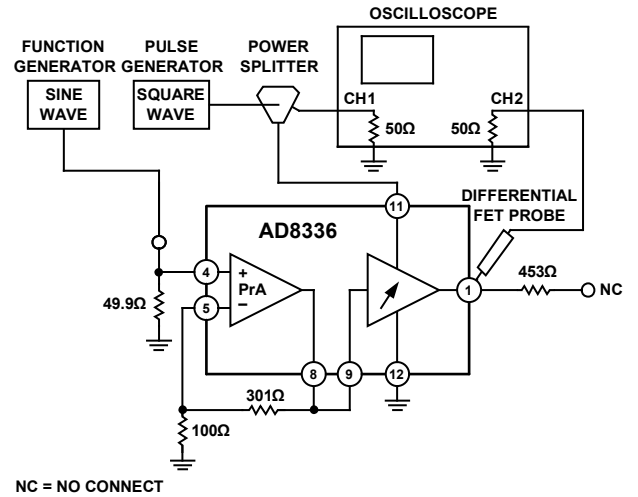 OSCILLOSCOPE
FUNCTION
GENERATOR
PULSE
GENERATOR
POWER
SPLITTER
SINE
WAVE
SQUARE
WAVE
CH1
CH2
50Ω
50Ω
DIFFERENTIAL
FET PROBE
11
AD8336
453Ω
4
+
PrA
1
NC
49.9Ω
5
−
8
9
12
301Ω
100Ω
NC = NO CONNECT